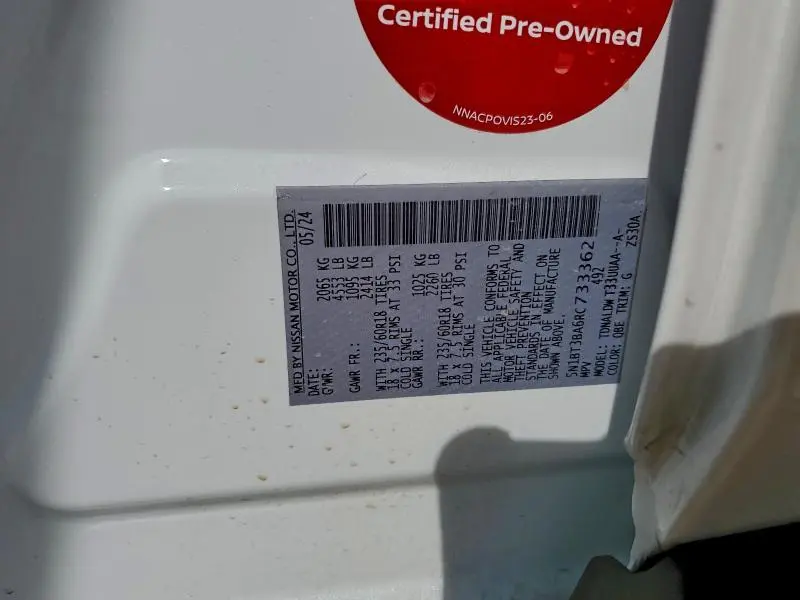 Certified Pre-Owned
NNACPOVIS23-06
MFD BY NISSAN MOTOR CO., LTD.
DATE: 05/24
GVWR: 2065 KG
4553 LB
GAWR FR.: 1095 KG
2414 LB
WITH 235/60R18 TIRES
18 X 7.5 RIMS AT 33 PSI
COLD SINGLE
GAWR RR.: 1025 KG
2260 LB
WITH 235/60R18 TIRES
18 X 7.5 RIMS AT 30 PSI
COLD SINGLE
THIS VEHICLE CONFORMS TO
ALL APPLICABLE FEDERAL
MOTOR VEHICLE SAFETY AND
THEFT PREVENTION
STANDARDS IN EFFECT ON
THE DATE OF MANUFACTURE
SHOWN ABOVE.
5N1BT3BA6RC733362
MPV 492
MODEL: TDNALDW T33UUAA--A-
COLOR: QBE TRIM: G ZS30A